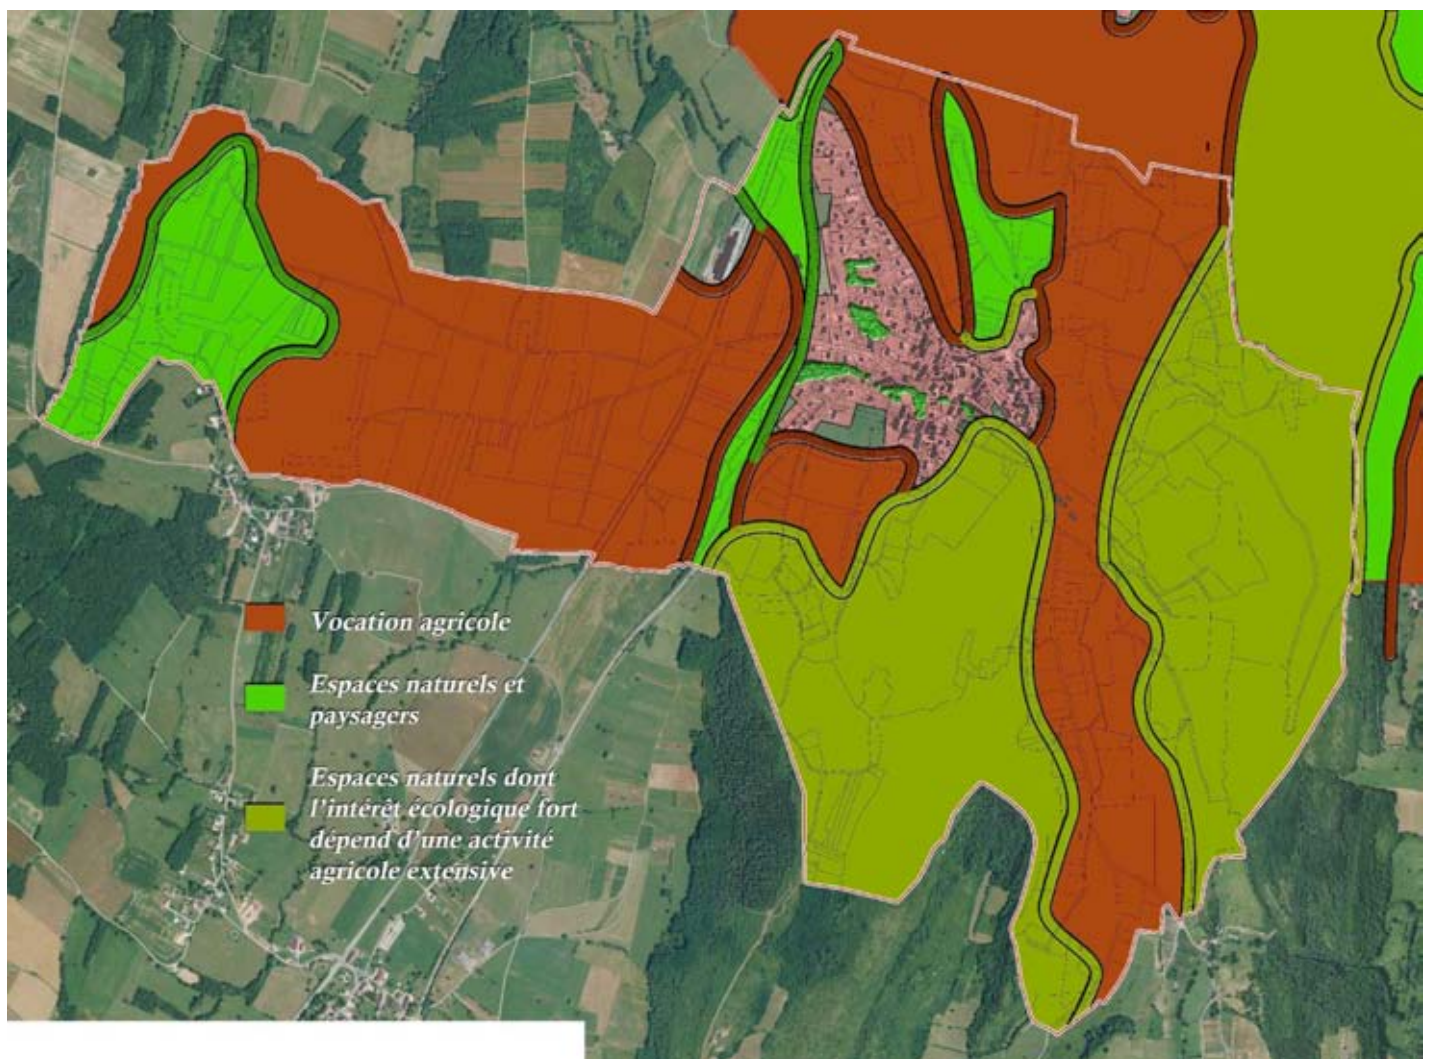 Vocation agricole
Espaces naturels et
paysagers
Espaces naturels dont
l'intérêt écologique fort
dépend d'une activité
agricole extensive